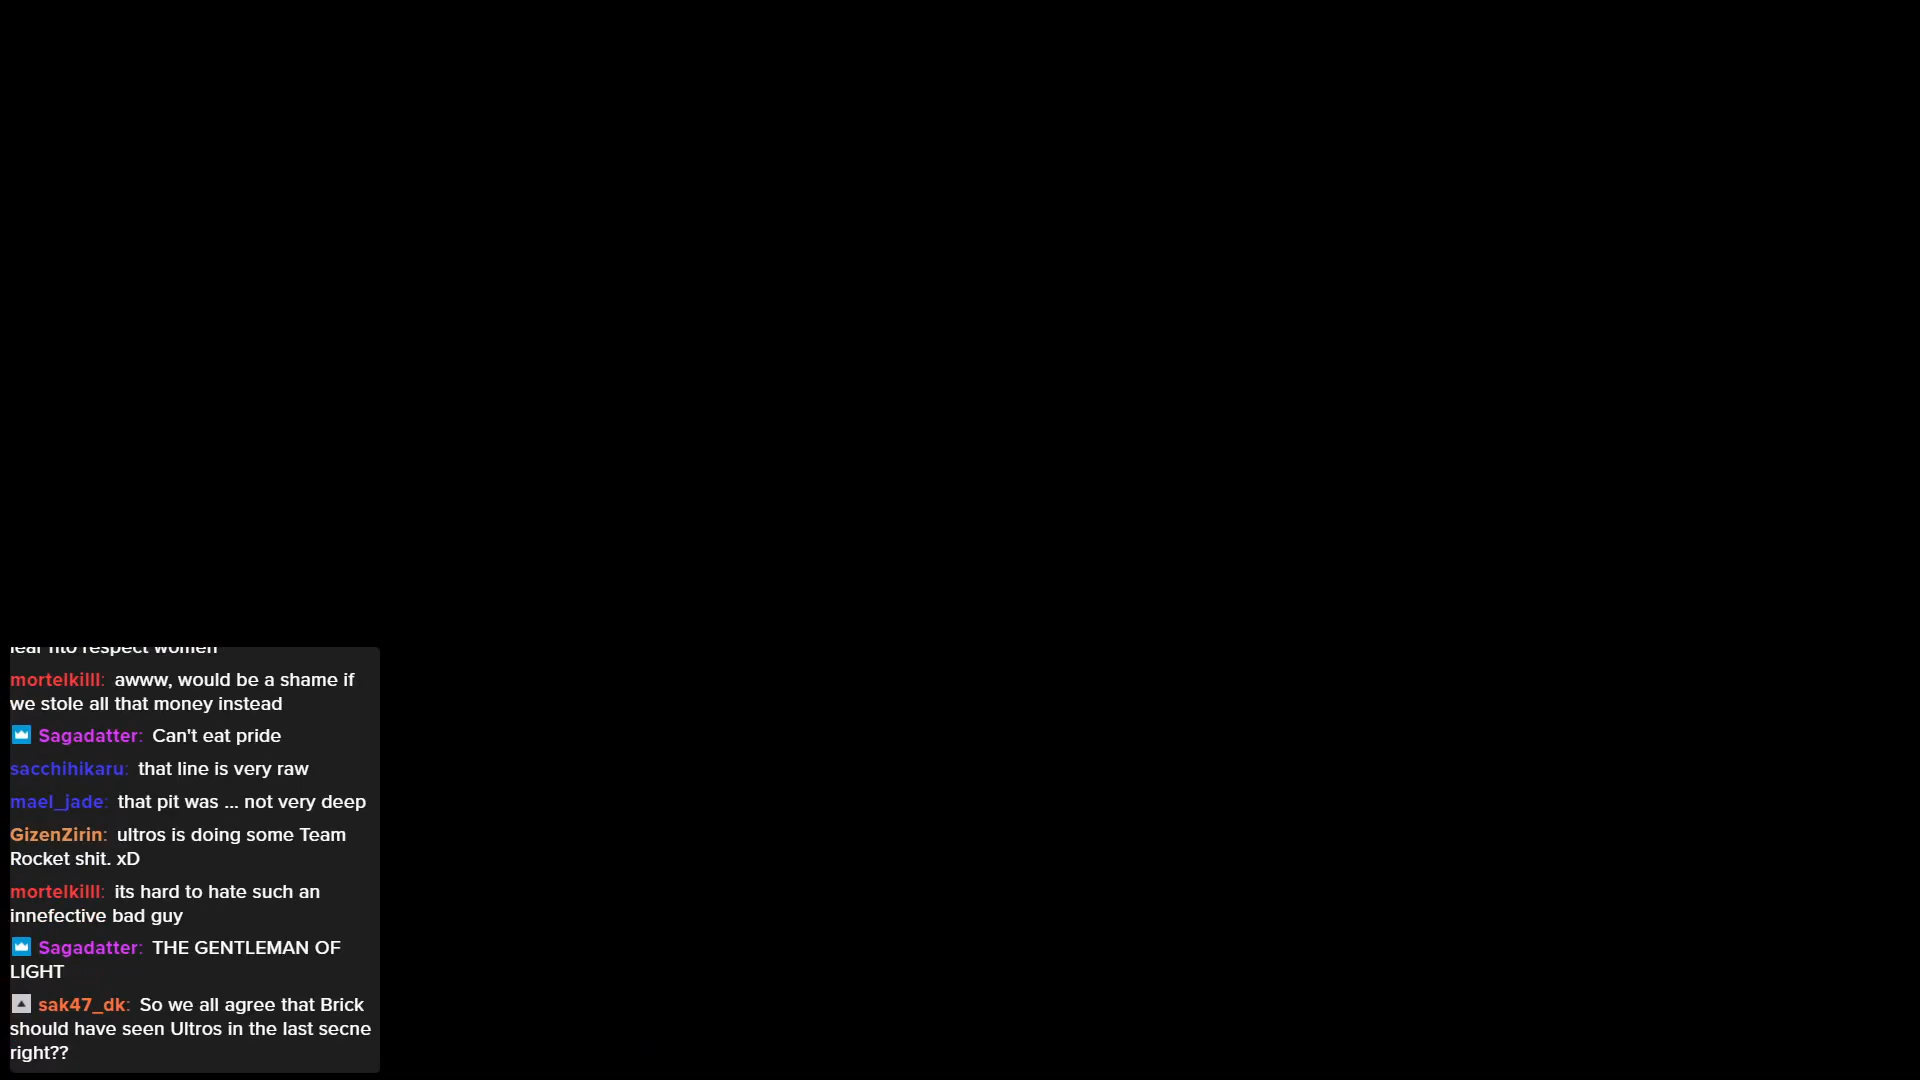 respect women
mortelkilll: awww, would be a shame if
we stole all that money instead
Sagadatter: Can't eat pride
sacchihikaru: that line is very raw
mael_jade: that pit was ... not very deep
GizenZirin: ultros is doing some Team
Rocket shit. xD
mortelkilll: its hard to hate such an
innefective bad guy
Sagadatter: THE GENTLEMAN OF
LIGHT
sak47_dk: So we all agree that Brick
should have seen Ultros in the last secne
right??